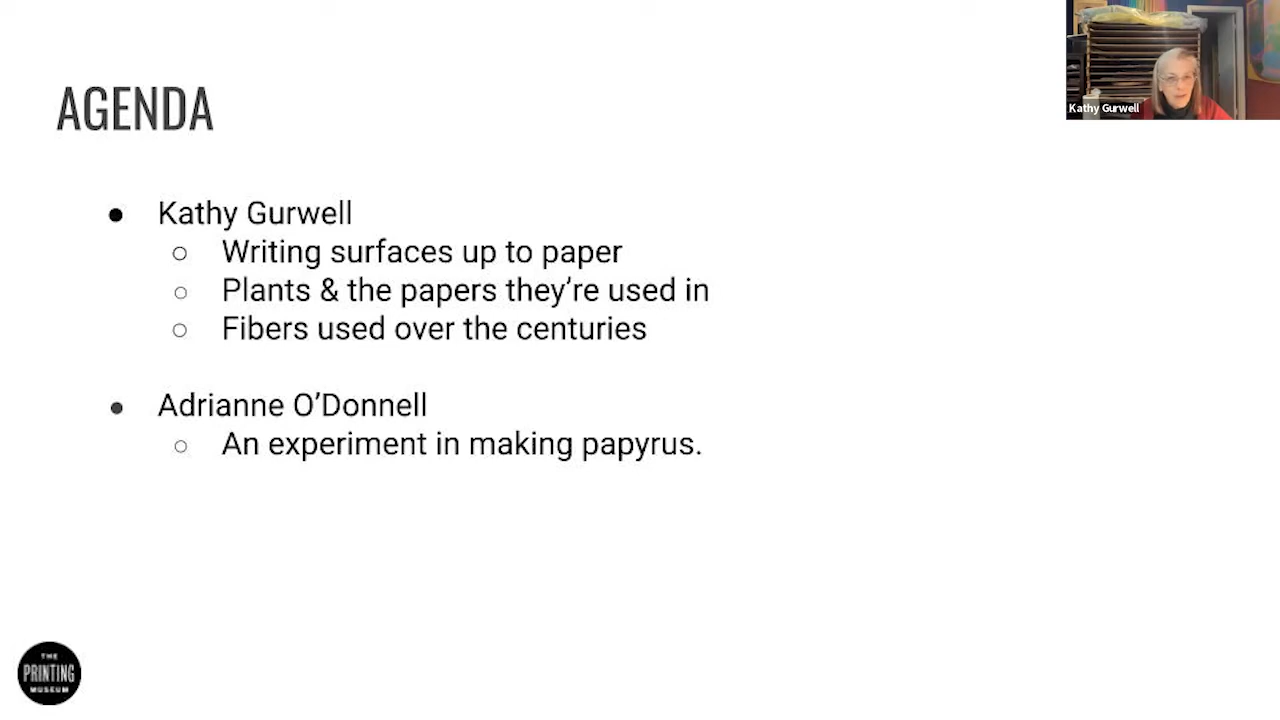 AGENDA
Kathy Gurwell
● Kathy Gurwell
○ Writing surfaces up to paper
○ Plants & the papers they’re used in
○ Fibers used over the centuries
● Adrianne O’Donnell
○ An experiment in making papyrus.
THE
PRINTING
MUSEUM